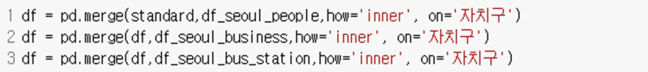 1 df = pd.merge(standard,df_seoul_people,how='inner', on='자치구')
2 df = pd.merge(df,df_seoul_business,how='inner', on='자치구')
3 df = pd.merge(df,df_seoul_bus_station,how='inner', on='자치구')